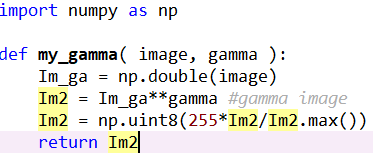 import numpy as np
def my_gamma( image, gamma ):
    Im_ga = np.double(image)
    Im2 = Im_ga**gamma #gamma image
    Im2 = np.uint8(255*Im2/Im2.max())
    return Im2